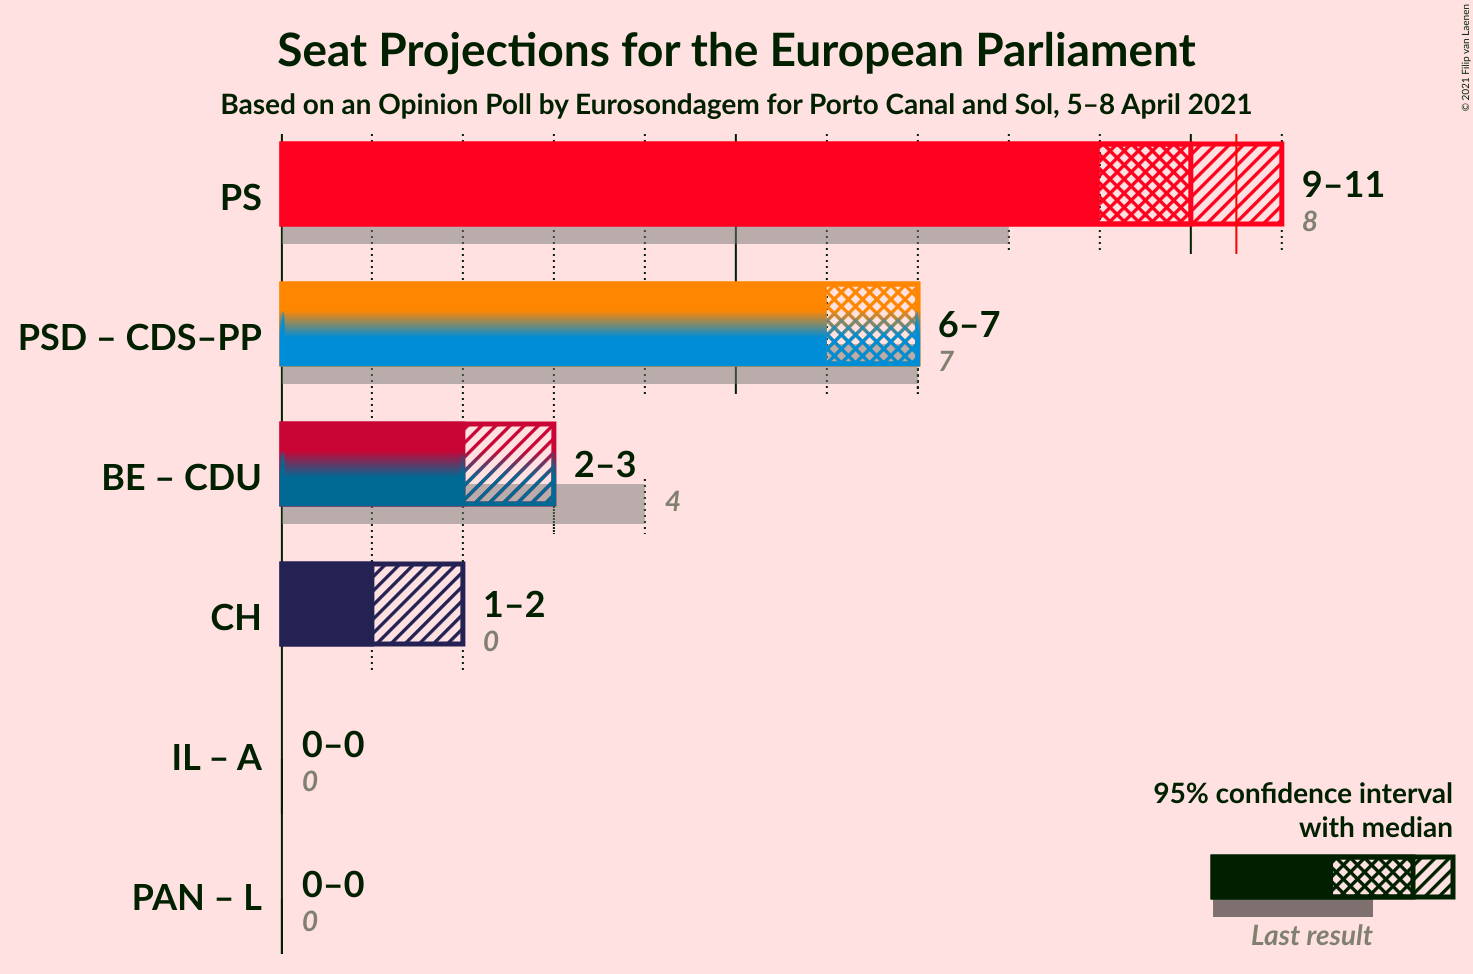 Seat Projections for the European Parliament
Based on an Opinion Poll by Eurosondagem for Porto Canal and Sol, 5–8 April 2021
© 2021 Filip van Laenen
PS
9–11
8
PSD – CDS–PP
6–7
7
BE – CDU
2–3
4
CH
1–2
0
IL – A
0–0
0
PAN – L
0–0
0
95% confidence interval
with median
Last result